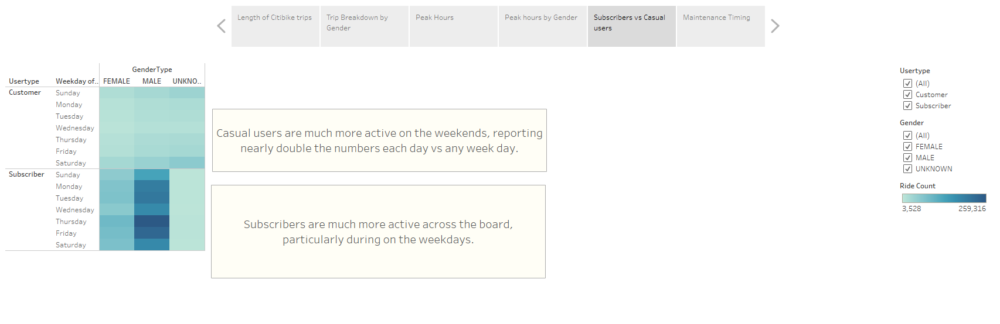 Length of Citibike trips
Trip Breakdown by
Gender
Peak Hours
Peak hours by Gender
Subscribers vs Casual
users
Maintenance Timing
GenderType
Usertype Weekday of.. FEMALE MALE UNKNO..
Customer Sunday
Monday
Tuesday
Wednesday
Thursday
Friday
Saturday
Subscriber Sunday
Monday
Tuesday
Wednesday
Thursday
Friday
Saturday
Casual users are much more active on the weekends, reporting
nearly double the numbers each day vs any week day.
Subscribers are much more active across the board,
particularly during on the weekdays.
Usertype
(All)
Customer
Subscriber
Gender
(All)
FEMALE
MALE
UNKNOWN
Ride Count
3,528 259,316